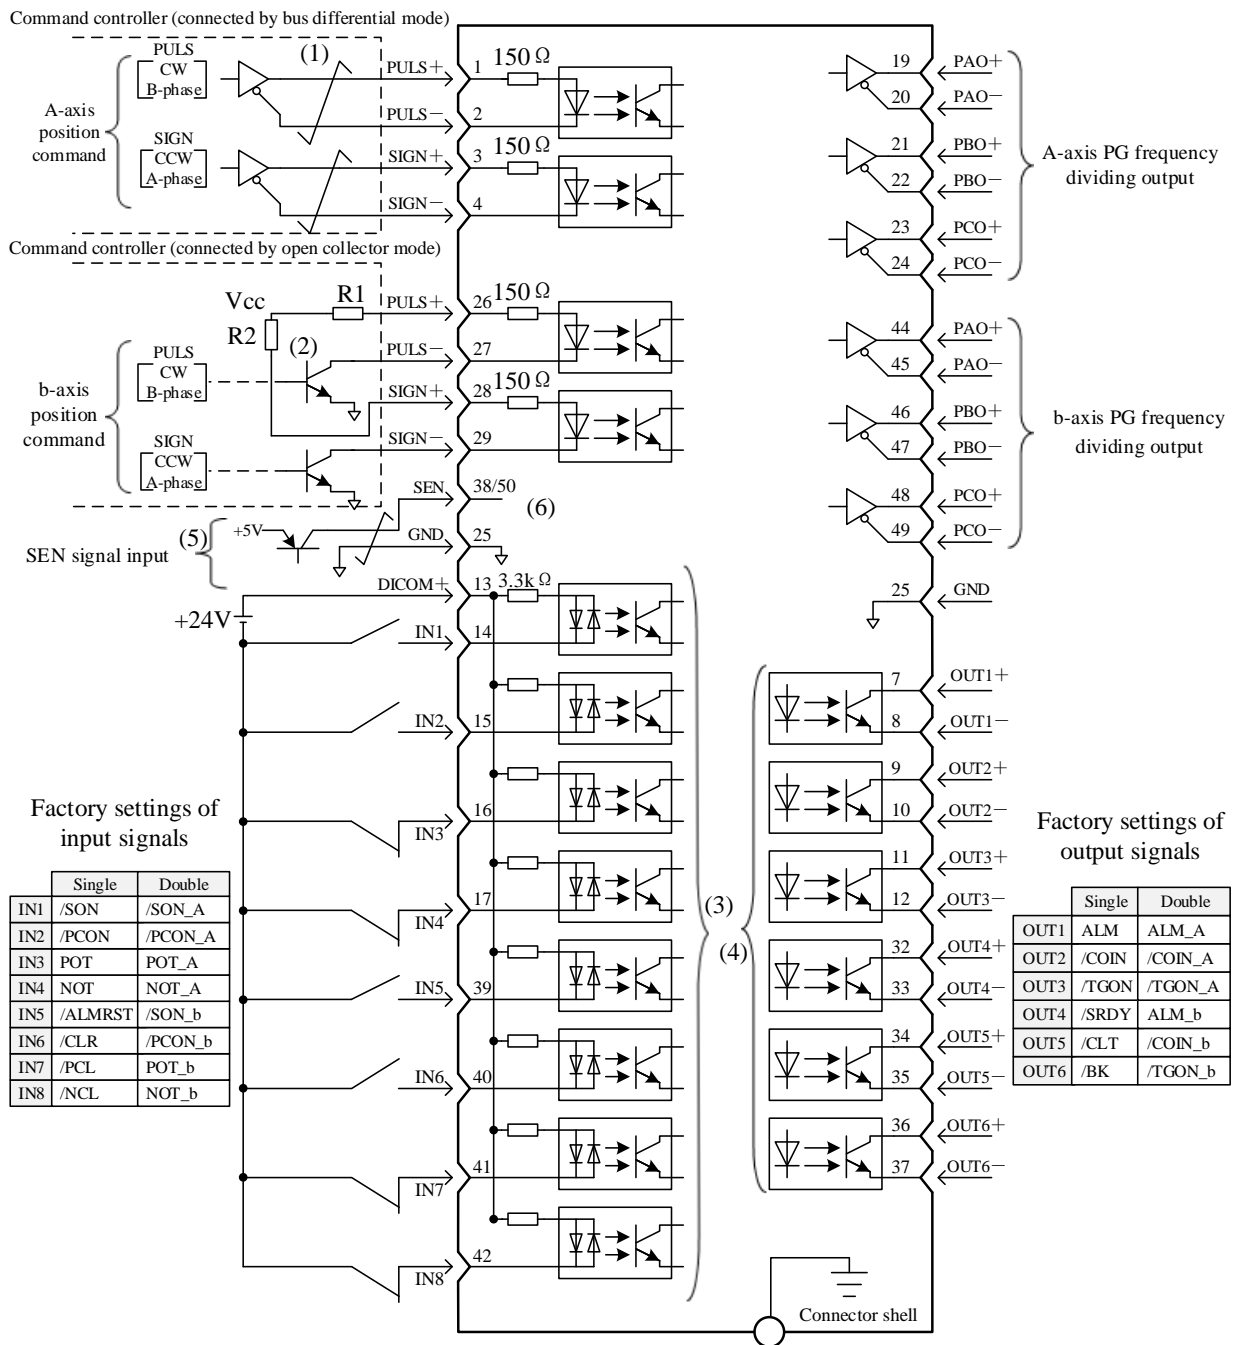 Command controller (connected by bus differential mode)
(1)
PULS
CW
B-phase
A-axis
position
command
SIGN
CCW
A-phase
PULS+
1
150 Ω
PULS−
2
SIGN+
3
150 Ω
SIGN−
4
Command controller (connected by open collector mode)
Vcc
R1
R2
(2)
PULS
CW
B-phase
b-axis
position
command
SIGN
CCW
A-phase
PULS+
26
150 Ω
PULS−
27
SIGN+
28
150 Ω
SIGN−
29
SEN
38/50
(6)
(5)
+5V
SEN signal input
GND
25
DICOM+
13
3.3k Ω
+24V
IN1
14
IN2
15
IN3
16
IN4
17
IN5
39
IN6
40
IN7
41
IN8
42
(3)
(4)
Factory settings of
input signals
Single Double
IN1 /SON /SON_A
IN2 /PCON /PCON_A
IN3 POT POT_A
IN4 NOT NOT_A
IN5 /ALMRST /SON_b
IN6 /CLR /PCON_b
IN7 /PCL POT_b
IN8 /NCL NOT_b
19 PAO+
20 PAO−
21 PBO+
22 PBO−
23 PCO+
24 PCO−
A-axis PG frequency
dividing output
44 PAO+
45 PAO−
46 PBO+
47 PBO−
48 PCO+
49 PCO−
b-axis PG frequency
dividing output
25 GND
7 OUT1+
8 OUT1−
9 OUT2+
10 OUT2−
11 OUT3+
12 OUT3−
32 OUT4+
33 OUT4−
34 OUT5+
35 OUT5−
36 OUT6+
37 OUT6−
Factory settings of
output signals
Single Double
OUT1 ALM ALM_A
OUT2 /COIN /COIN_A
OUT3 /TGON /TGON_A
OUT4 /SRDY ALM_b
OUT5 /CLT /COIN_b
OUT6 /BK /TGON_b
Connector shell